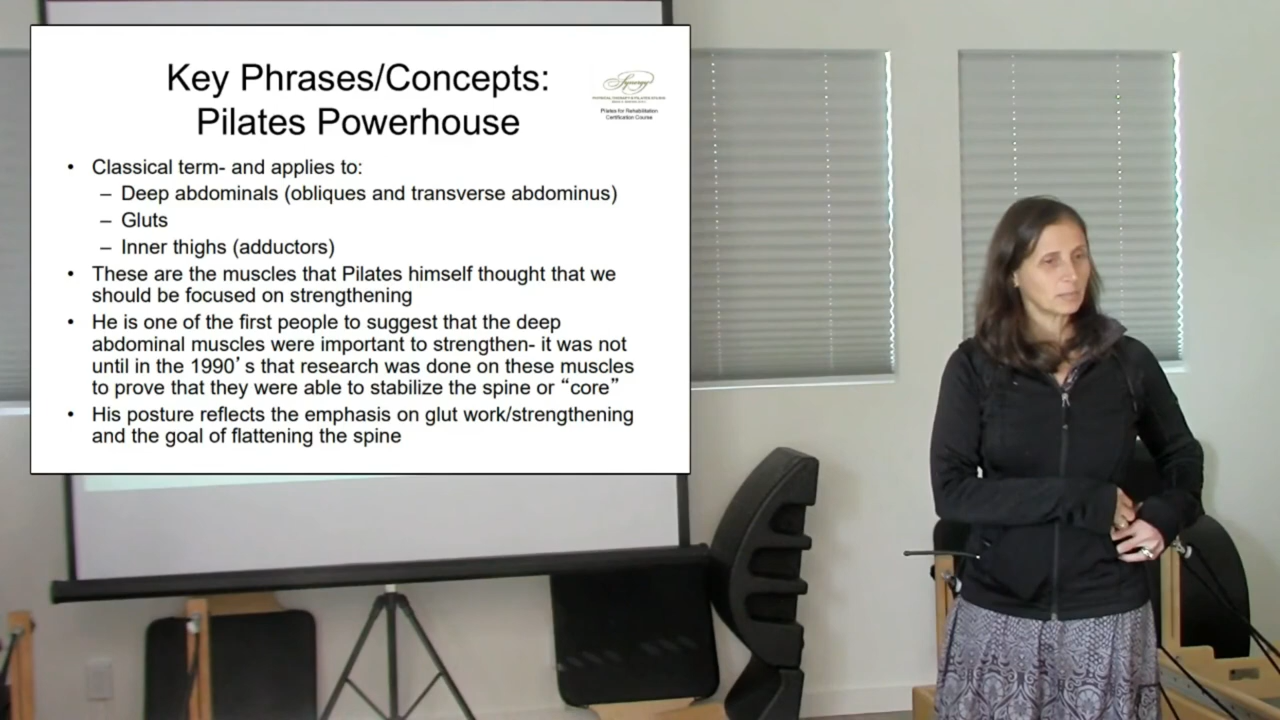 Key Phrases/Concepts:
Pilates Powerhouse
Synergy
PHYSICAL THERAPY & PILATES STUDIO
Pilates for Rehabilitation
Certification Course
• Classical term- and applies to:
– Deep abdominals (obliques and transverse abdominus)
– Gluts
– Inner thighs (adductors)
• These are the muscles that Pilates himself thought that we
should be focused on strengthening
• He is one of the first people to suggest that the deep
abdominal muscles were important to strengthen- it was not
until in the 1990’s that research was done on these muscles
to prove that they were able to stabilize the spine or “core”
• His posture reflects the emphasis on glut work/strengthening
and the goal of flattening the spine